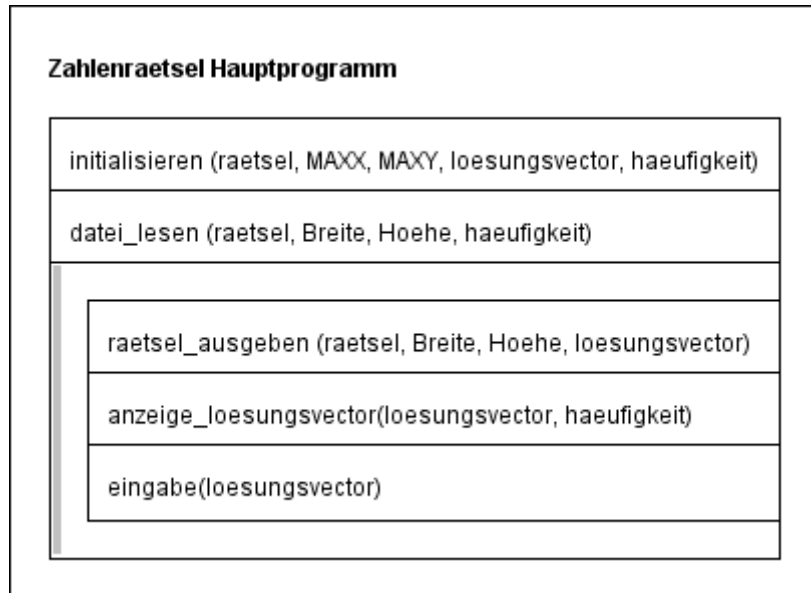 Zahlenraetsel Hauptprogramm
initialisieren (raetsel, MAXX, MAXY, loesungsvector, haeufigkeit)
datei_lesen (raetsel, Breite, Hoehe, haeufigkeit)
raetsel_ausgeben (raetsel, Breite, Hoehe, loesungsvector)
anzeige_loesungsvector(loesungsvector, haeufigkeit)
eingabe(loesungsvector)